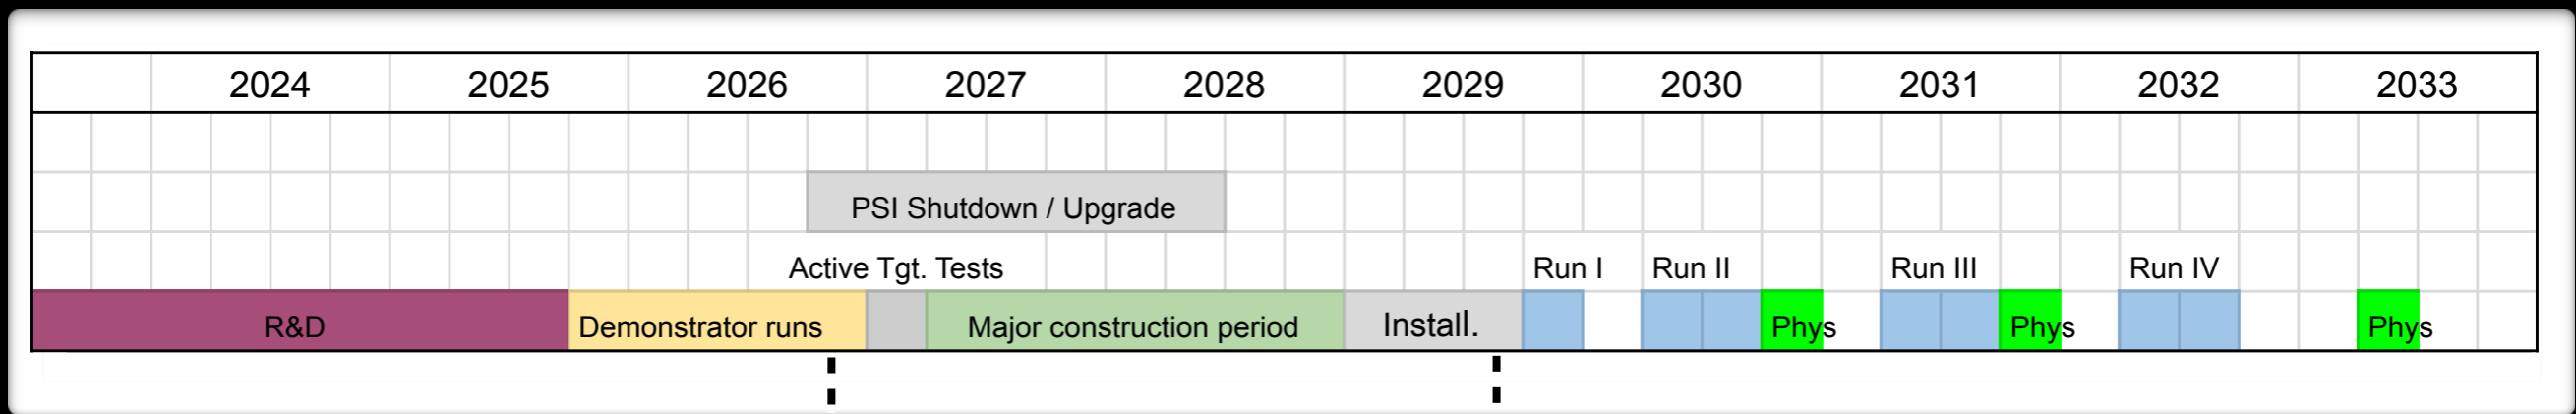 2024 2025 2026 2027 2028 2029 2030 2031 2032 2033
PSI Shutdown / Upgrade
Active Tgt. Tests Run I Run II Run III Run IV
R&D Demonstrator runs Major construction period Install. Phys Phys Phys